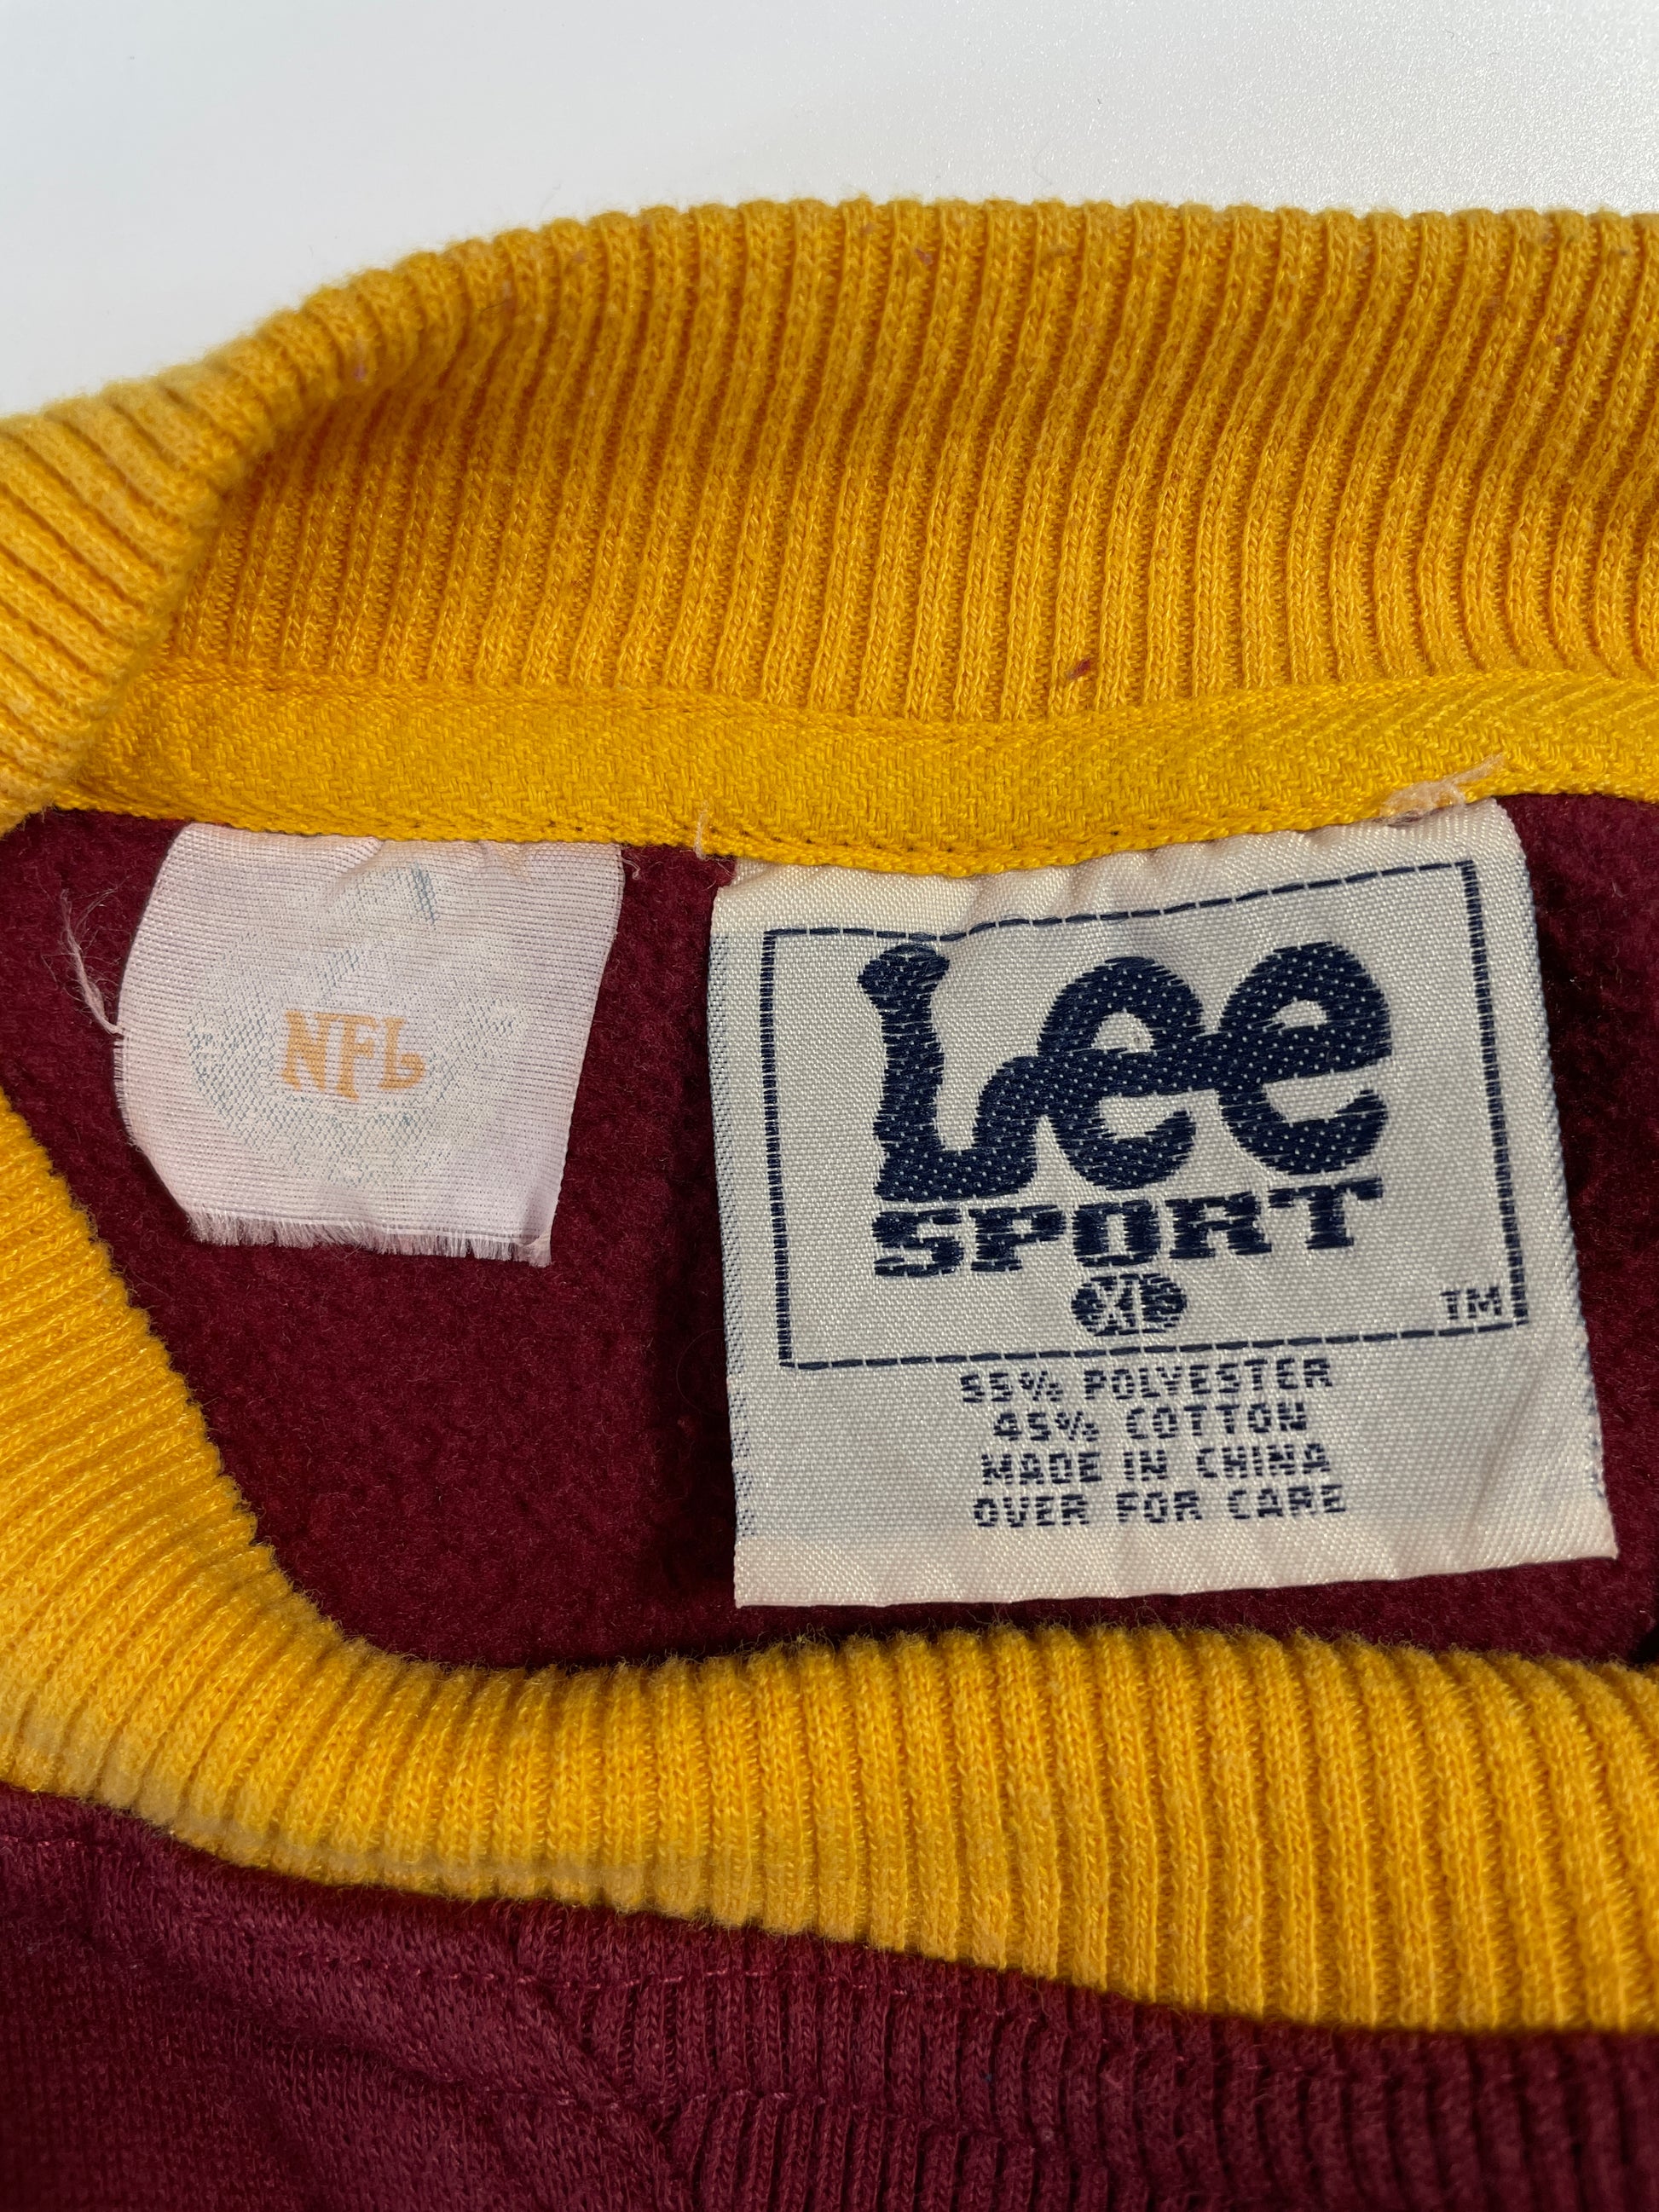 NFL
Lee
SPORT
XL
TM
55% POLYESTER
45% COTTON
MADE IN CHINA
OVER FOR CARE